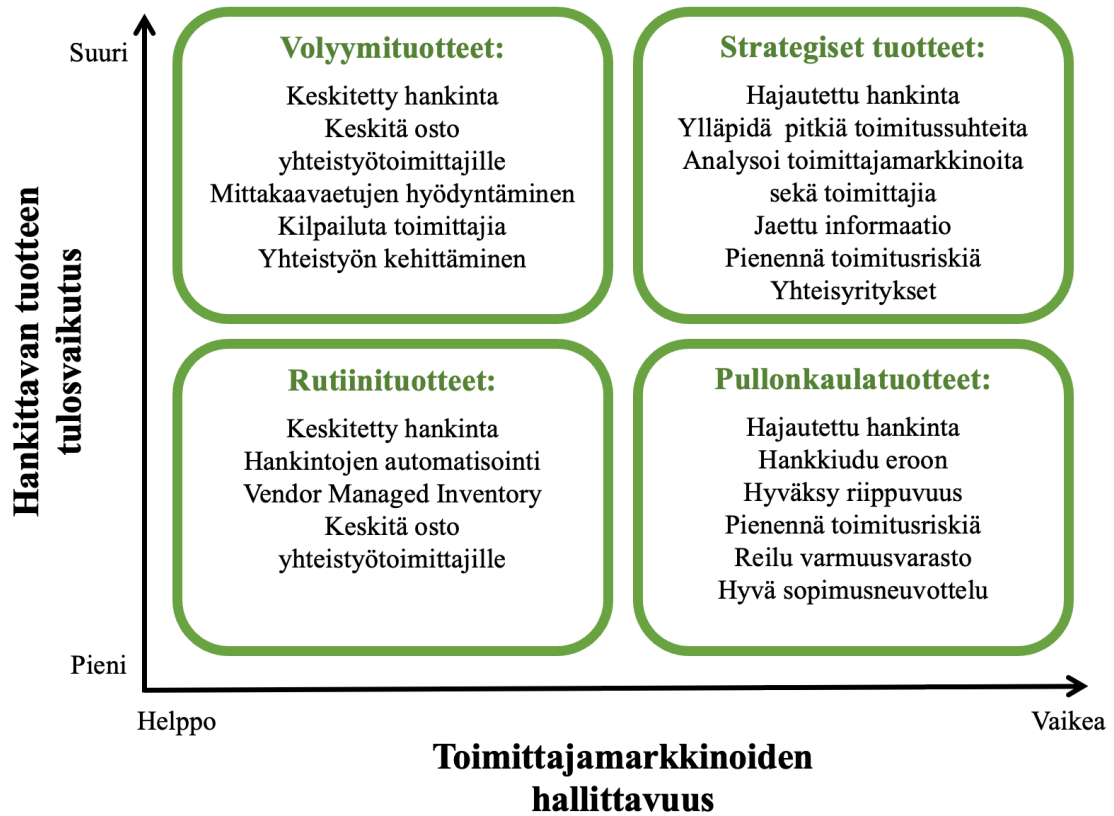 Suuri
Hankittavan tuotteen
tulosvaikutus
Pieni
Volyymituotteet:
Keskitetty hankinta
Keskitä osto
yhteistyötoimittajille
Mittakaavaetujen hyödyntäminen
Kilpailuta toimittajia
Yhteistyön kehittäminen
Strategiset tuotteet:
Hajautettu hankinta
Ylläpidä pitkiä toimitussuhteita
Analysoi toimittajamarkkinoita
sekä toimittajia
Jaettu informaatio
Pienennä toimitusriskiä
Yhteisyritykset
Rutiinituotteet:
Keskitetty hankinta
Hankintojen automatisointi
Vendor Managed Inventory
Keskitä osto
yhteistyötoimittajille
Pullonkaulatuotteet:
Hajautettu hankinta
Hankkiudu eroon
Hyväksy riippuvuus
Pienennä toimitusriskiä
Reilu varmuusvarasto
Hyvä sopimusneuvottelu
Helppo
Vaikea
Toimittajamarkkinoiden
hallittavuus